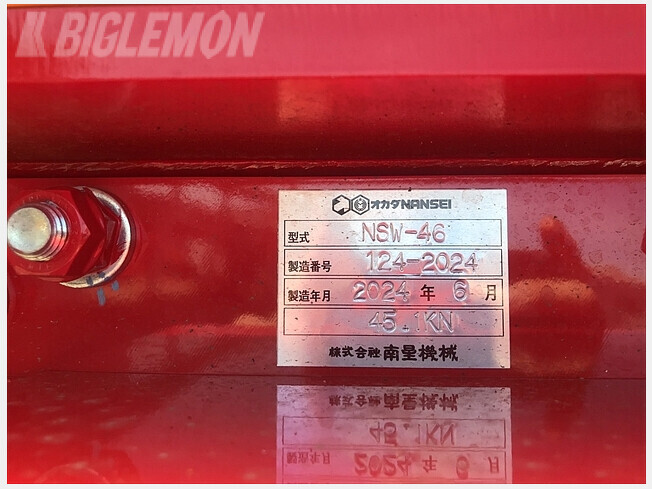 BIGLEMON
オカダNANSEI
型式 NSW-46
製造番号 124-2024
製造年月 2024 年 6 月
45.1KN
株式会社 南星機械